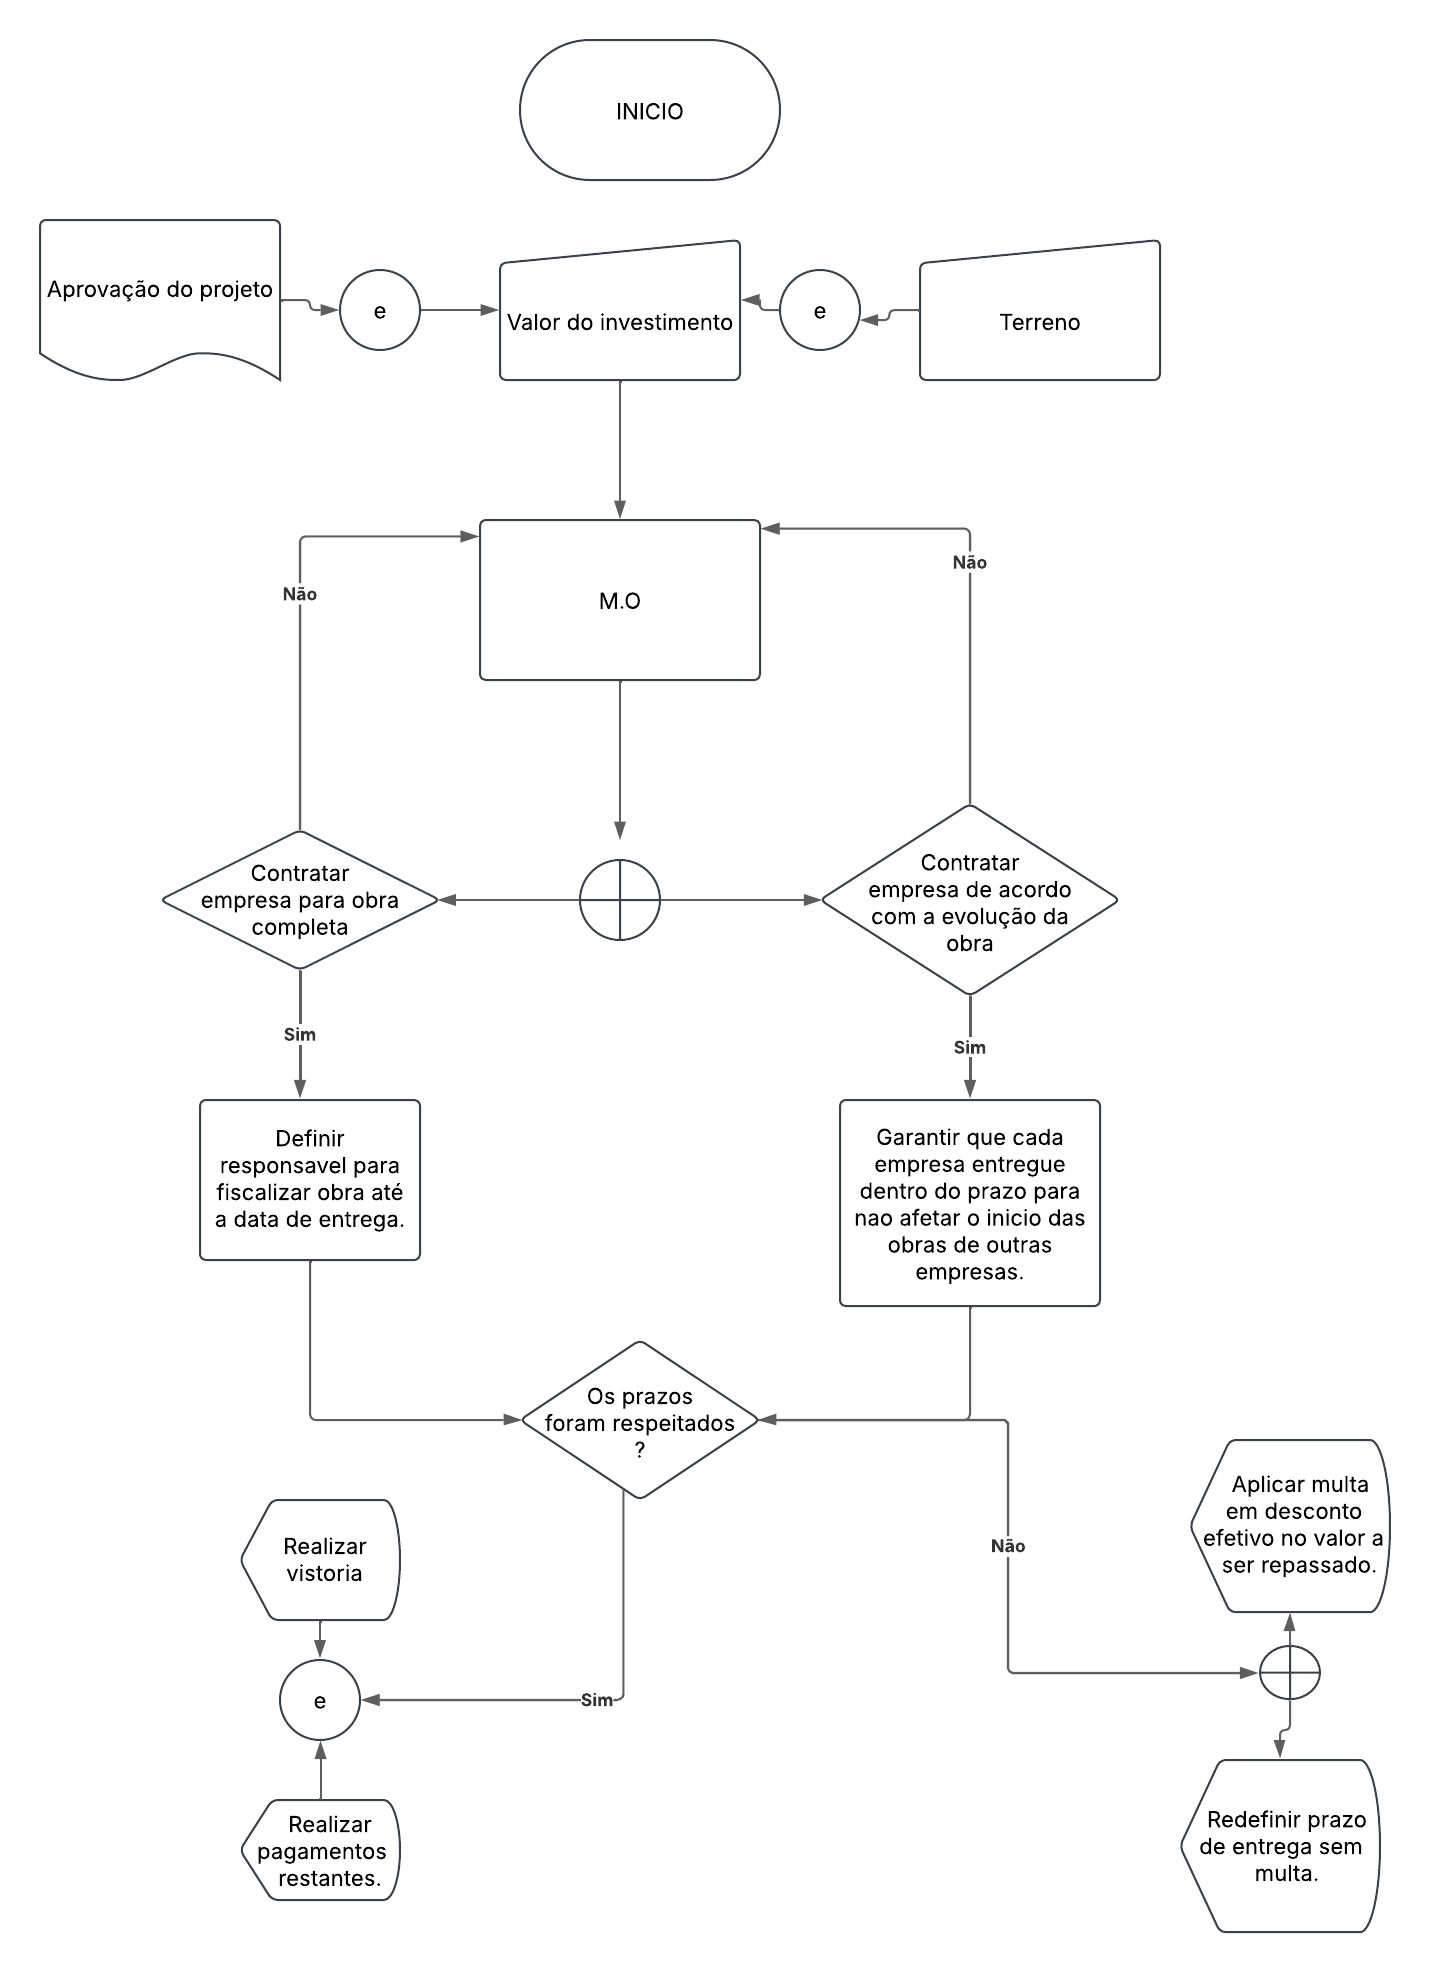 INICIO
Aprovação do projeto
e
Valor do investimento
e
Terreno
Não
M.O
Não
Contratar
empresa para obra
completa
Contratar
empresa de acordo
com a evolução da
obra
Sim
Sim
Definir
responsavel para
fiscalizar obra até
a data de entrega.
Garantir que cada
empresa entregue
dentro do prazo para
nao afetar o inicio das
obras de outras
empresas.
Os prazos
foram respeitados
?
Realizar
vistoria
Não
Aplicar multa
em desconto
efetivo no valor a
ser repassado.
e
Sim
Realizar
pagamentos
restantes.
Redefinir prazo
de entrega sem
multa.